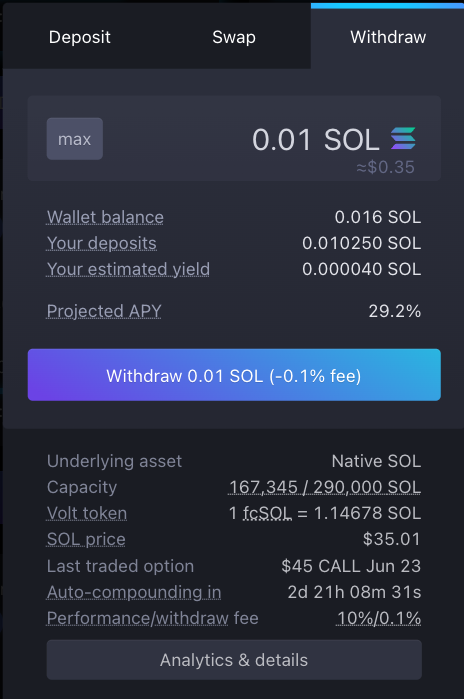 Deposit Swap Withdraw
max 0.01 SOL
≈$0.35
Wallet balance 0.016 SOL
Your deposits 0.010250 SOL
Your estimated yield 0.000040 SOL
Projected APY 29.2%
Withdraw 0.01 SOL (-0.1% fee)
Underlying asset Native SOL
Capacity 167,345 / 290,000 SOL
Volt token 1 fcSOL = 1.14678 SOL
SOL price $35.01
Last traded option $45 CALL Jun 23
Auto-compounding in 2d 21h 08m 31s
Performance/withdraw fee 10%/0.1%
Analytics & details